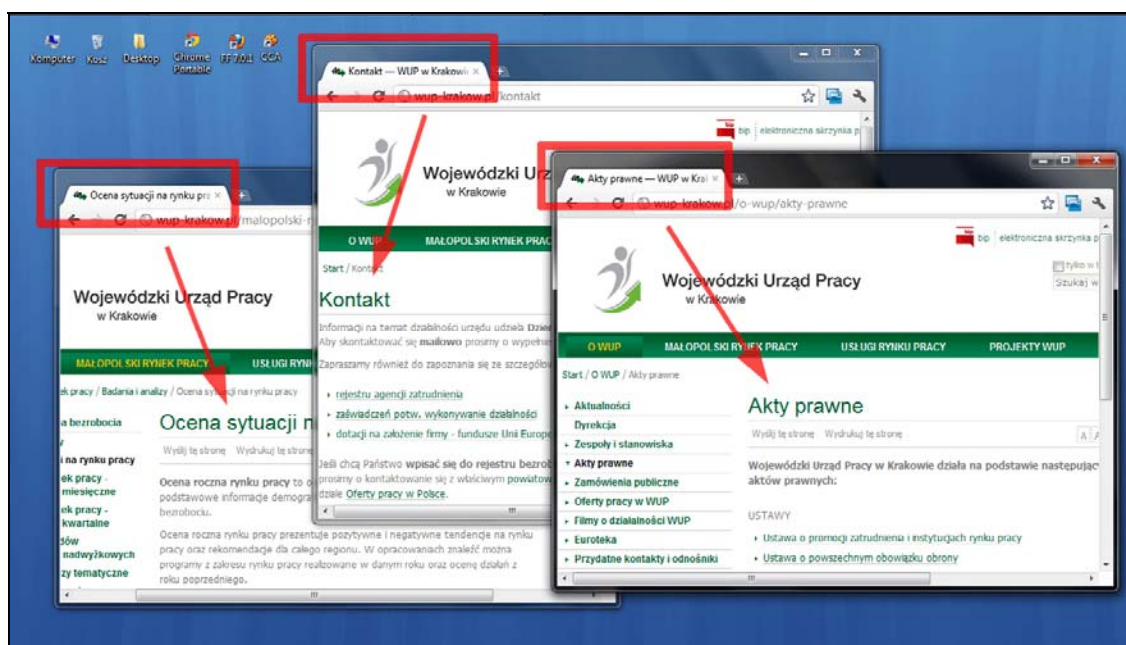 Komputer Kosz Desktop Chrome Portable FF 7.0.1 CCA
Kontakt — WUP w Krakowie
wup-krakow.pl/kontakt
bip elektroniczna skrzynka p
Wojewódzki Urz
w Krakowie
O WUP MAŁOPOLSKI RYNEK PRAC
Start / Kontakt
Kontakt
Informacji na temat działalności urzędu udziela Dzie
Aby skontaktować się mailowo prosimy o wypełnie
Zapraszamy również do zapoznania się ze szczegółow
rejestru agencji zatrudnienia
zaświadczeń potw. wykonywanie działalności
dotacji na założenie firmy - fundusze Unii Europe
Jeśli chcą Państwo wpisać się do rejestru bezrob
prosimy o kontaktowanie się z właściwym powiatow
dziale Oferty pracy w Polsce.
Ocena sytuacji na rynku pra
wup-krakow.pl/malopolski-r
Wojewódzki Urząd Pracy
w Krakowie
MAŁOPOLSKI RYNEK PRACY USŁUGI RYN
ek pracy / Badania i analizy / Ocena sytuacji na rynku pracy
a bezrobocia
i na rynku pracy
ek pracy -
miesięczne
ek pracy -
kwartalne
dów
nadwyżkowych
zy tematyczne
Ocena sytuacji n
Wyślij tę stronę Wydrukuj tę stronę
Ocena roczna rynku pracy to o
podstawowe informacje demogra
bezrobociu.
Ocena roczna rynku pracy prezentuje pozytywne i negatywne tendencje na rynku
pracy oraz rekomendacje dla całego regionu. W opracowaniach znaleźć można
programy z zakresu rynku pracy realizowane w danym roku oraz ocenę działań z
roku poprzedniego.
Akty prawne — WUP w Kral
wup-krakow.pl/o-wup/akty-prawne
bip elektroniczna skrzynka p
tylko w t
Szukaj w
Wojewódzki Urząd Pracy
w Krakowie
O WUP MAŁOPOLSKI RYNEK PRACY USŁUGI RYNKU PRACY PROJEKTY WUP
Start / O WUP / Akty prawne
Aktualności
Dyrekcja
Zespoły i stanowiska
Akty prawne
Zamówienia publiczne
Oferty pracy w WUP
Filmy o działalności WUP
Euroteka
Przydatne kontakty i odnośniki
Akty prawne
Wyślij tę stronę Wydrukuj tę stronę A A
Wojewódzki Urząd Pracy w Krakowie działa na podstawie następując
aktów prawnych:
USTAWY
Ustawa o promocji zatrudnienia i instytucjach rynku pracy
Ustawa o powszechnym obowiązku obrony